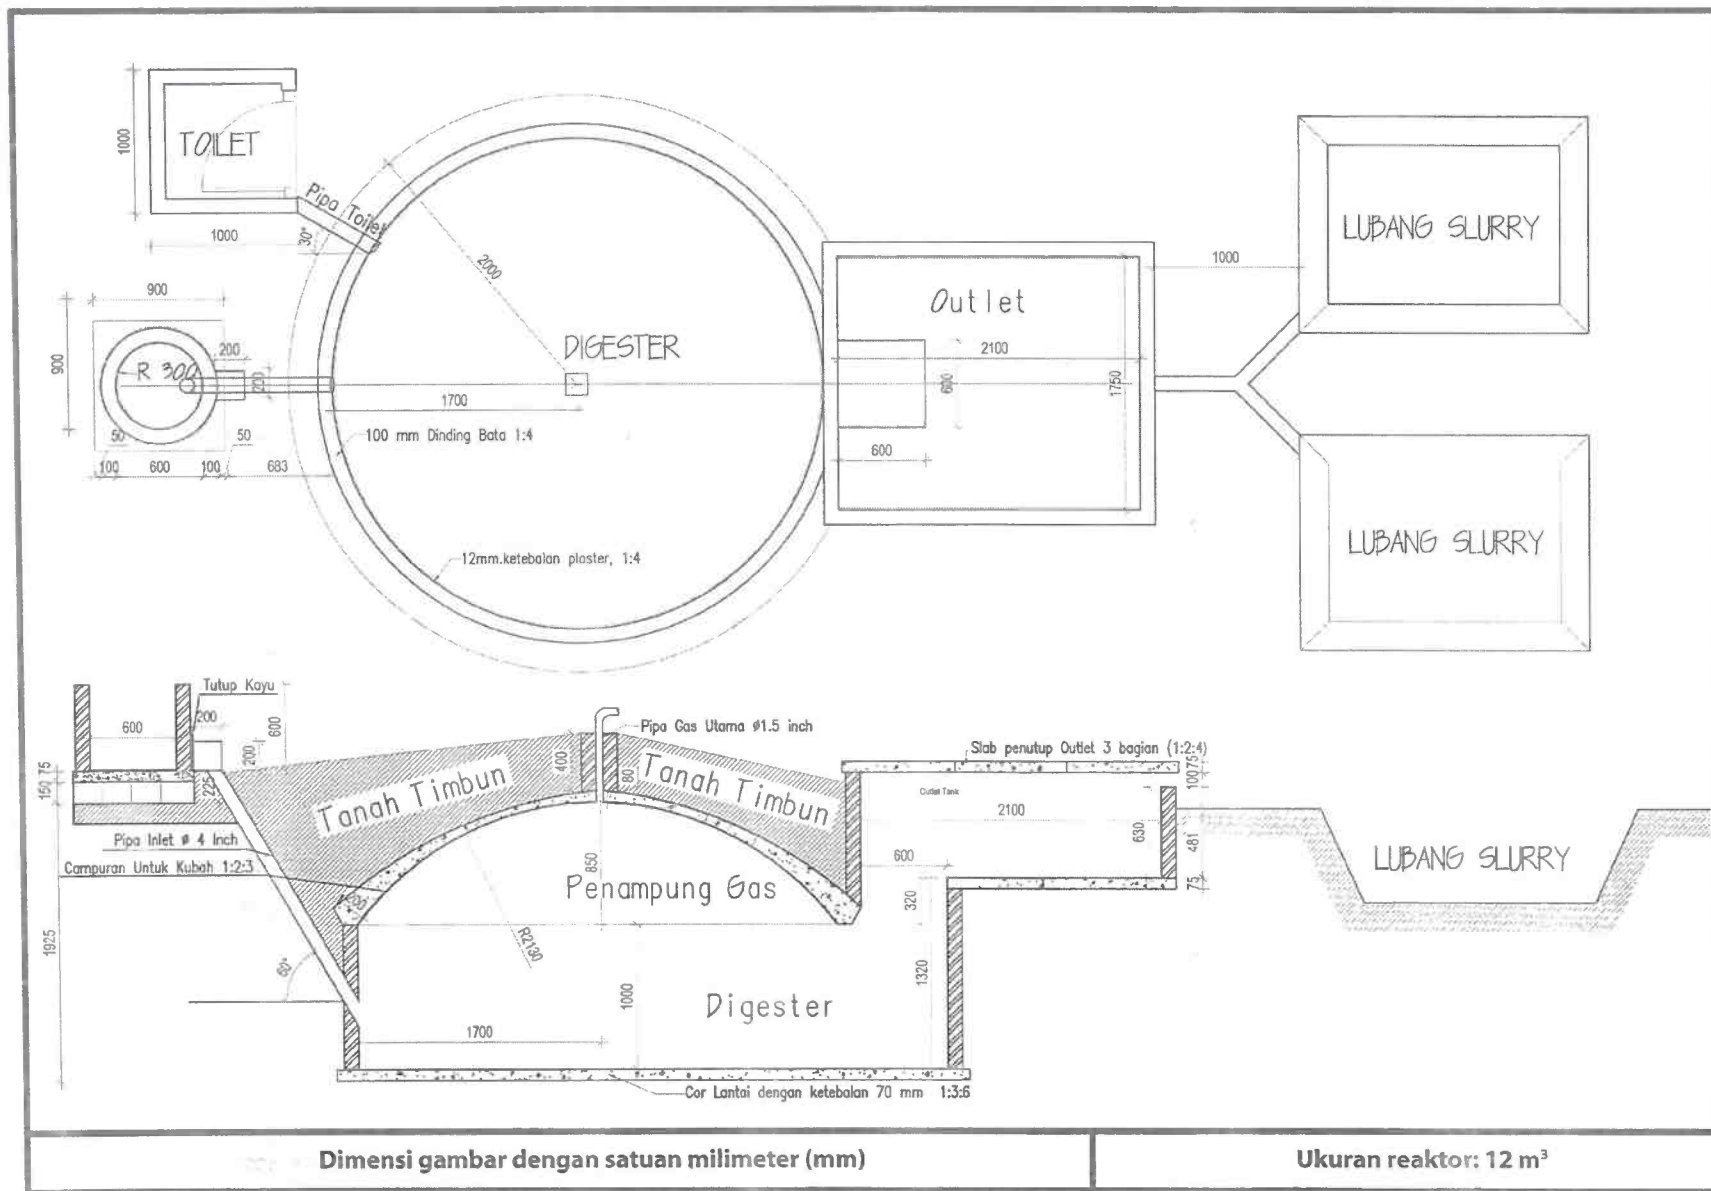 TOILET
1000
1000
Pipa Toilet
30°
2000
900
900
R 300
200
200
50
50
100
600
100
683
DIGESTER
1700
100 mm Dinding Bata 1:4
12mm.ketebalan plaster, 1:4
Outlet
2100
600
600
1750
1000
LUBANG SLURRY
LUBANG SLURRY
Tutup Kayu
600
200
600
200
75
150
225
1925
Pipa Inlet ø 4 Inch
Campuran Untuk Kubah 1:2:3
Tanah Timbun
400
80
Pipa Gas Utama ø1.5 inch
Tanah Timbun
Slab penutup Outlet 3 bagian (1:2:4)
Outlet Tank
2100
630
75
100
481
75
600
320
1320
850
Penampung Gas
200
R2130
60°
1700
1000
Digester
Cor Lantai dengan ketebalan 70 mm 1:3:6
LUBANG SLURRY
Dimensi gambar dengan satuan milimeter (mm)
Ukuran reaktor: 12 m³